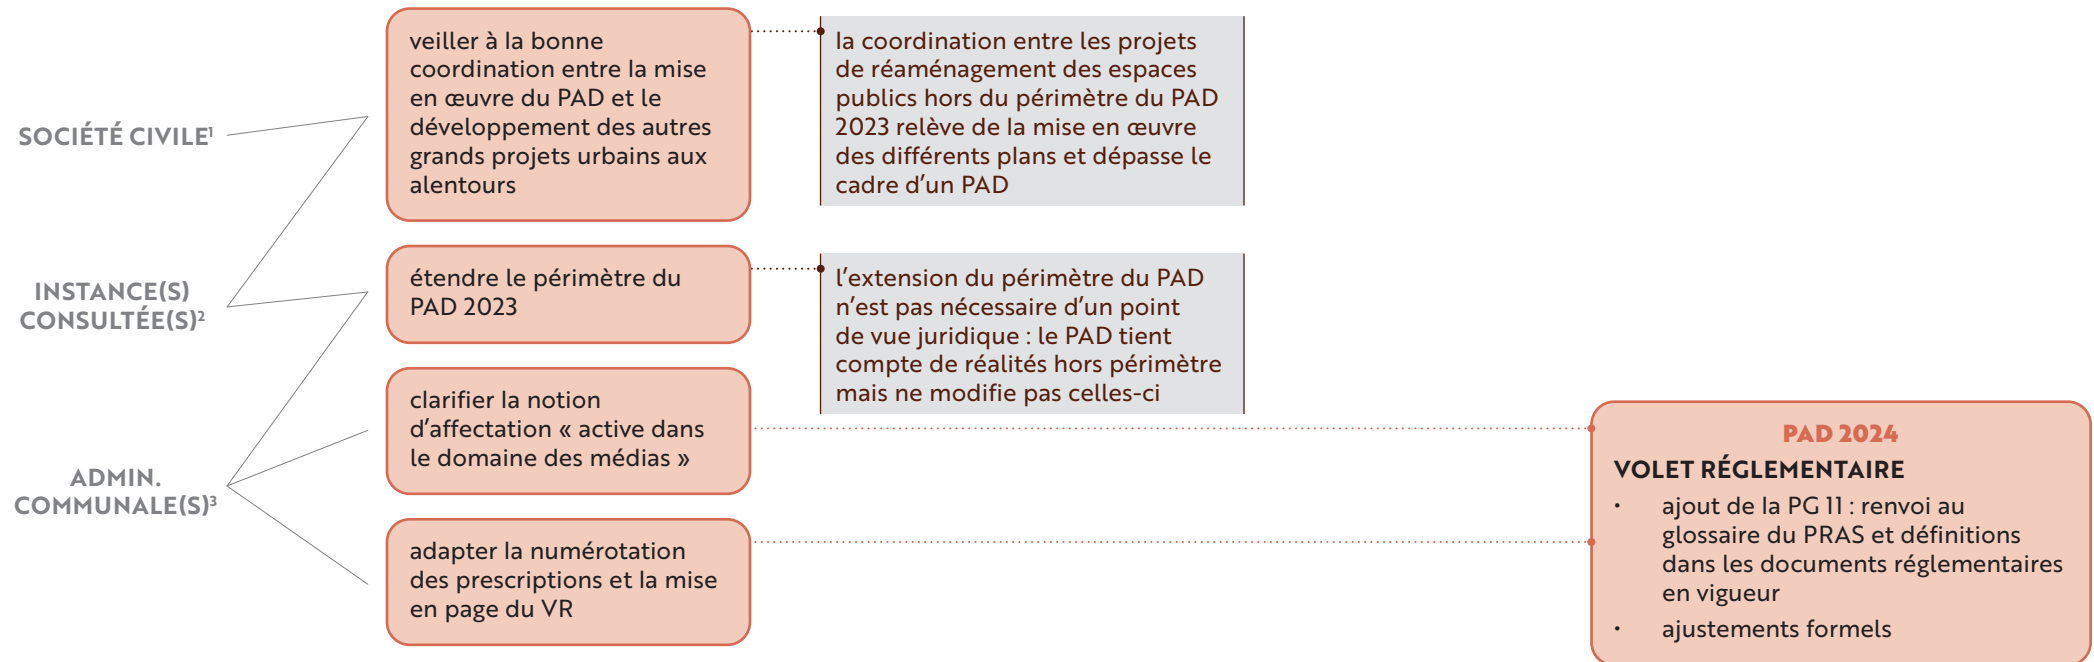 SOCIÉTÉ CIVILE¹
INSTANCE(S)
CONSULTÉE(S)²
ADMIN.
COMMUNALE(S)³
veiller à la bonne
coordination entre la mise
en œuvre du PAD et le
développement des autres
grands projets urbains aux
alentours
la coordination entre les projets
de réaménagement des espaces
publics hors du périmètre du PAD
2023 relève de la mise en œuvre
des différents plans et dépasse le
cadre d’un PAD
étendre le périmètre du
PAD 2023
l’extension du périmètre du PAD
n’est pas nécessaire d’un point
de vue juridique : le PAD tient
compte de réalités hors périmètre
mais ne modifie pas celles-ci
clarifier la notion
d’affectation « active dans
le domaine des médias »
adapter la numérotation
des prescriptions et la mise
en page du VR
PAD 2024
VOLET RÉGLEMENTAIRE
• ajout de la PG 11 : renvoi au
glossaire du PRAS et définitions
dans les documents réglementaires
en vigueur
• ajustements formels